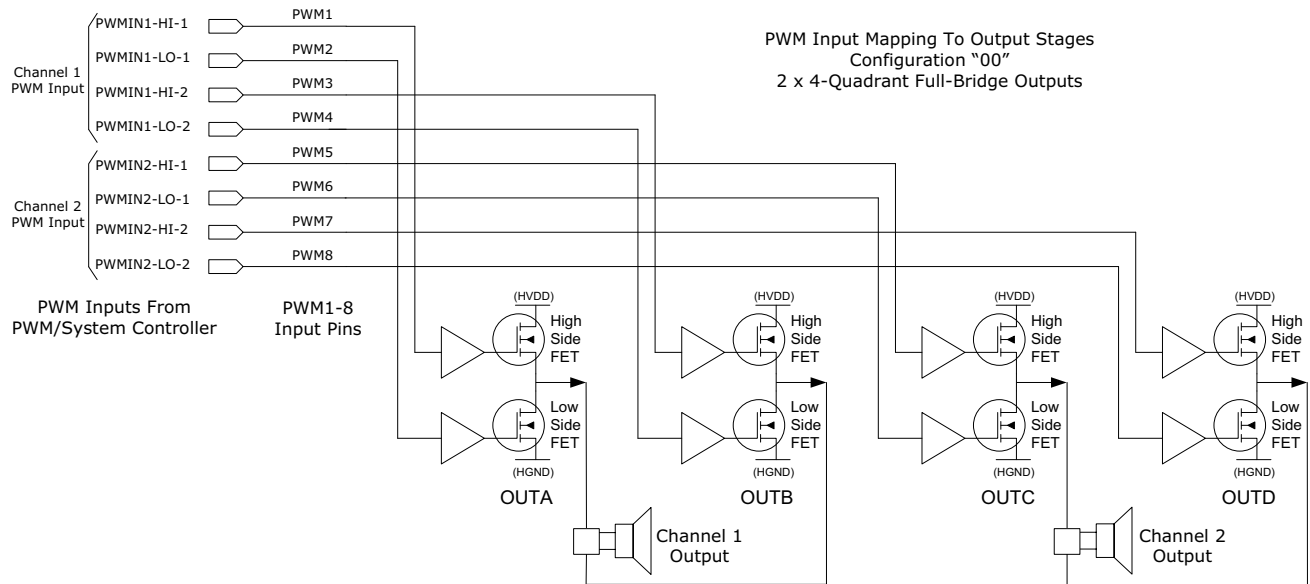 PWM Input Mapping To Output Stages
Configuration “00”
2 x 4-Quadrant Full-Bridge Outputs
Channel 1
PWM Input
PWMIN1-HI-1
PWM1
PWMIN1-LO-1
PWM2
PWMIN1-HI-2
PWM3
PWMIN1-LO-2
PWM4
Channel 2
PWM Input
PWMIN2-HI-1
PWM5
PWMIN2-LO-1
PWM6
PWMIN2-HI-2
PWM7
PWMIN2-LO-2
PWM8
PWM Inputs From
PWM/System Controller
PWM1-8
Input Pins
(HVDD)
High
Side
FET
Low
Side
FET
(HGND)
OUTA
(HVDD)
High
Side
FET
Low
Side
FET
(HGND)
OUTB
(HVDD)
High
Side
FET
Low
Side
FET
(HGND)
OUTC
(HVDD)
High
Side
FET
Low
Side
FET
(HGND)
OUTD
Channel 1
Output
Channel 2
Output